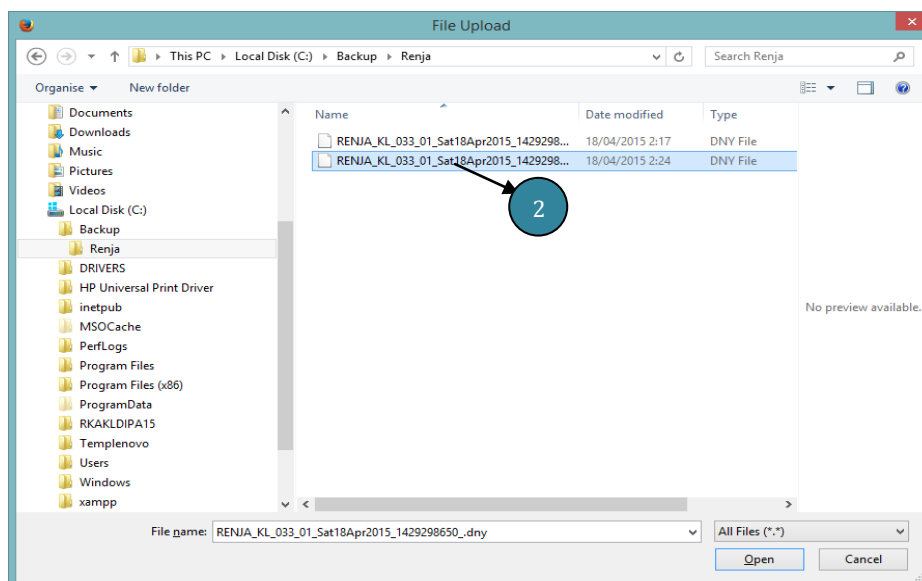 File Upload
This PC Local Disk (C:) Backup Renja
Search Renja
Organise New folder
Name Date modified Type
RENJA_KL_033_01_Sat18Apr2015_1429298... 18/04/2015 2:17 DNY File
RENJA_KL_033_01_Sat18Apr2015_1429298... 18/04/2015 2:24 DNY File
2
Documents
Downloads
Music
Pictures
Videos
Local Disk (C:)
Backup
Renja
DRIVERS
HP Universal Print Driver
inetpub
MSOCache
PerfLogs
Program Files
Program Files (x86)
ProgramData
RKAKLDIPA15
Templenovo
Users
Windows
xampp
No preview available.
File name: RENJA_KL_033_01_Sat18Apr2015_1429298650_.dny
All Files (*.*)
Open Cancel